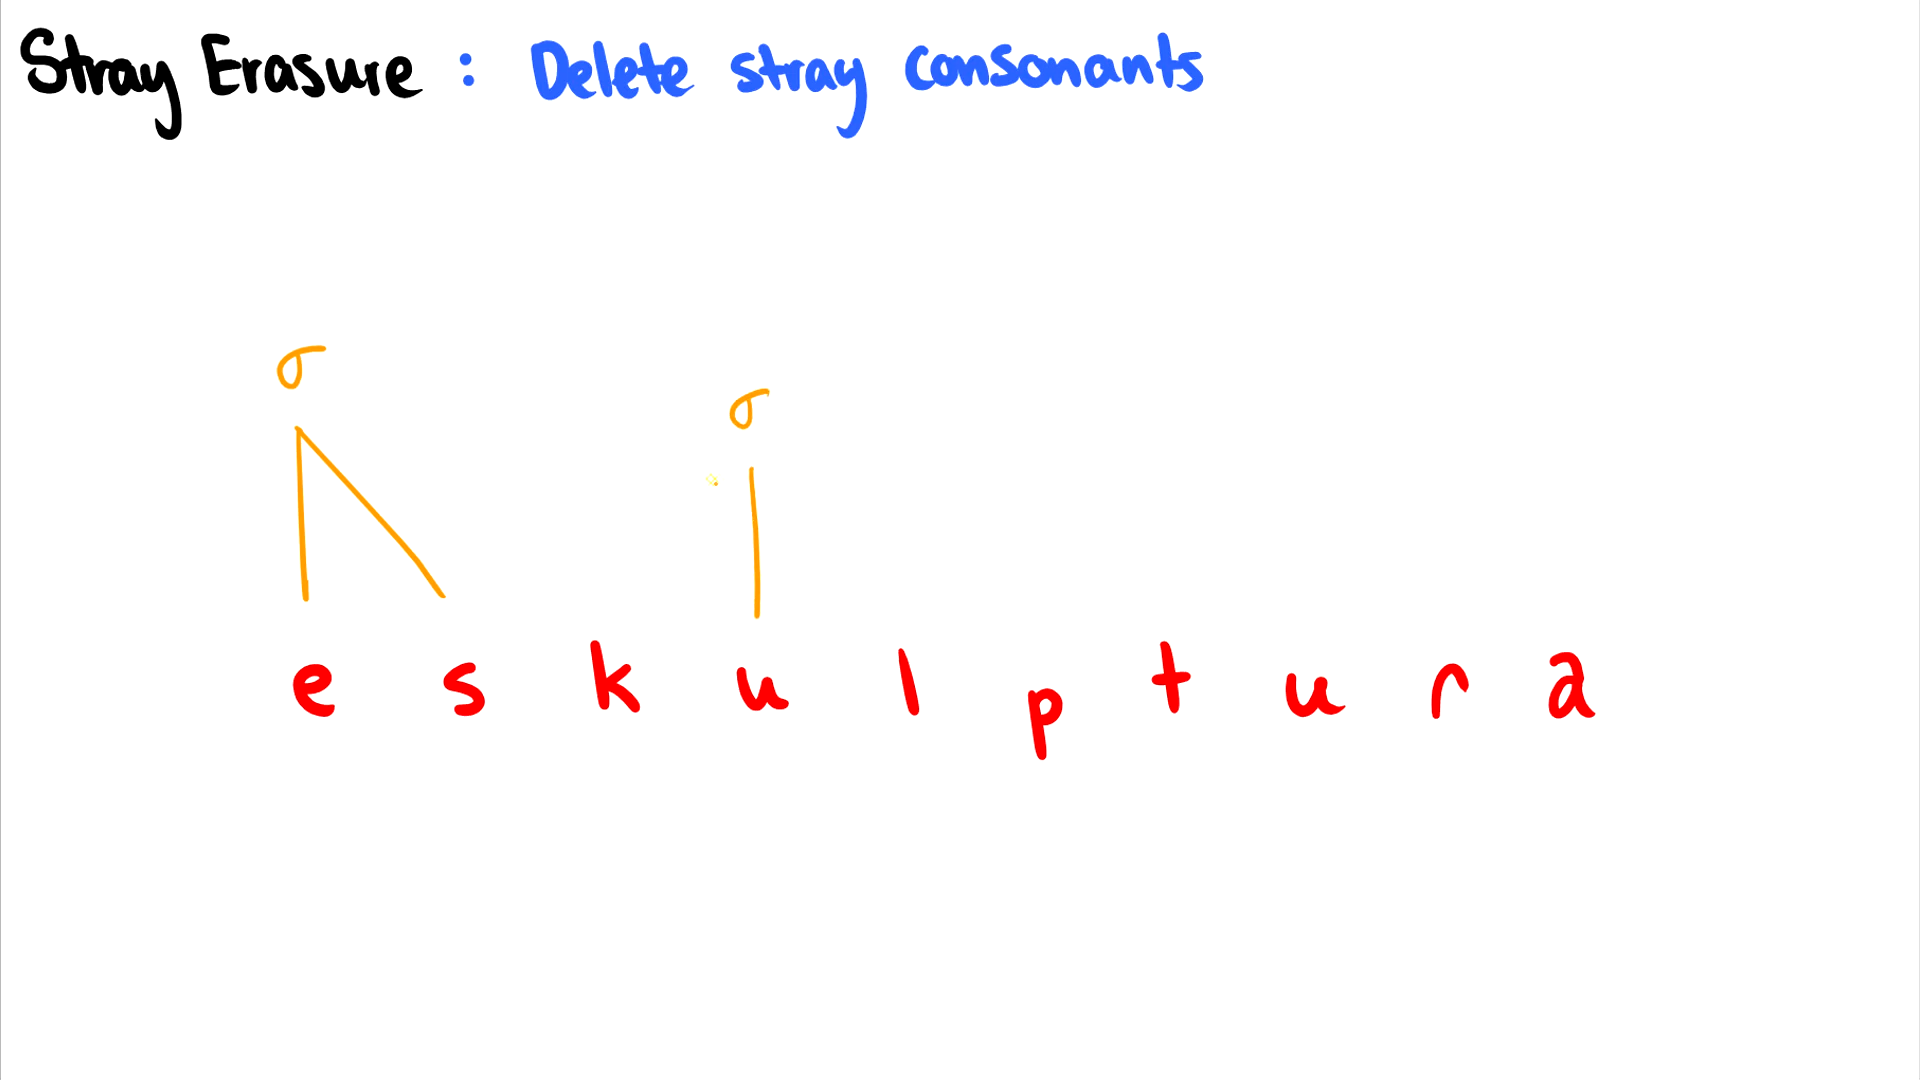 Stray Erasure : Delete stray consonants
σ
σ
e s k u l p t u r a